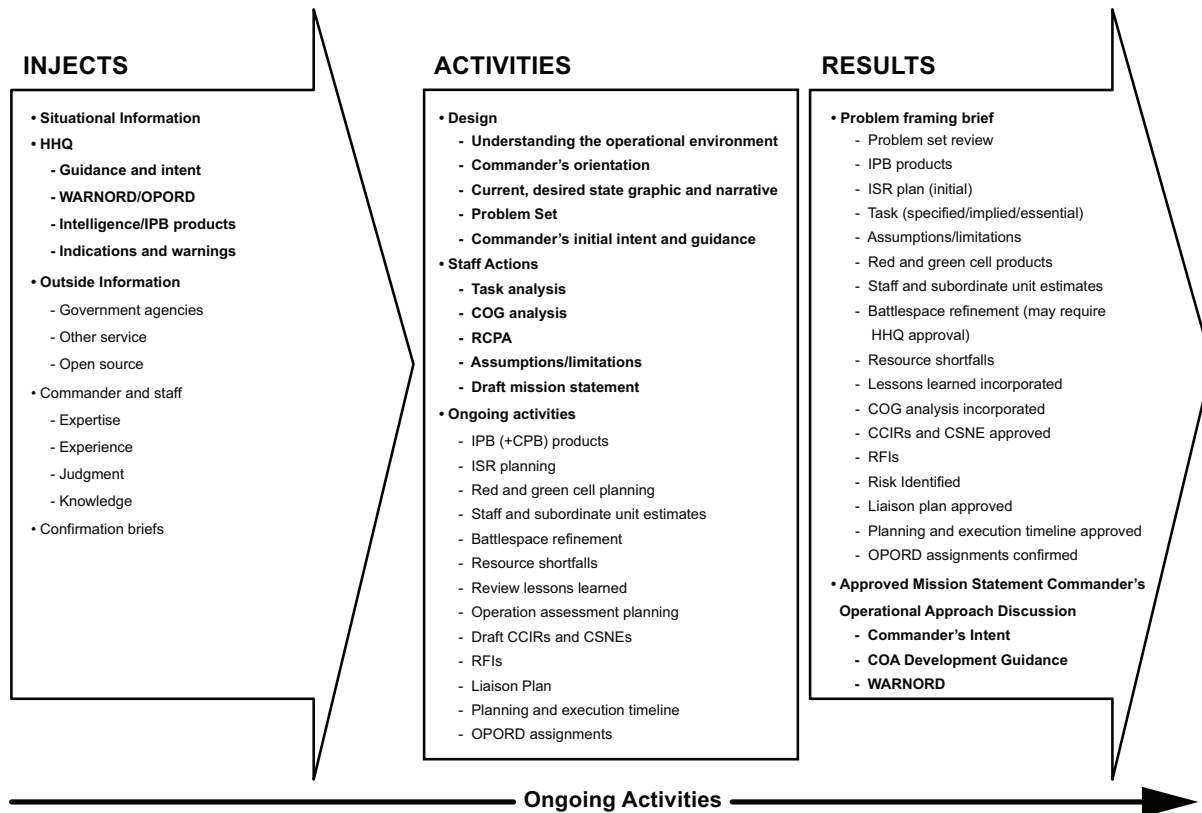 INJECTS
• Situational Information
• HHQ
- Guidance and intent
- WARNORD/OPORD
- Intelligence/IPB products
- Indications and warnings
• Outside Information
- Government agencies
- Other service
- Open source
• Commander and staff
- Expertise
- Experience
- Judgment
- Knowledge
• Confirmation briefs
ACTIVITIES
• Design
- Understanding the operational environment
- Commander’s orientation
- Current, desired state graphic and narrative
- Problem Set
- Commander’s initial intent and guidance
• Staff Actions
- Task analysis
- COG analysis
- RCPA
- Assumptions/limitations
- Draft mission statement
• Ongoing activities
- IPB (+CPB) products
- ISR planning
- Red and green cell planning
- Staff and subordinate unit estimates
- Battlespace refinement
- Resource shortfalls
- Review lessons learned
- Operation assessment planning
- Draft CCIRs and CSNEs
- RFIs
- Liaison Plan
- Planning and execution timeline
- OPORD assignments
RESULTS
• Problem framing brief
- Problem set review
- IPB products
- ISR plan (initial)
- Task (specified/implied/essential)
- Assumptions/limitations
- Red and green cell products
- Staff and subordinate unit estimates
- Battlespace refinement (may require
HHQ approval)
- Resource shortfalls
- Lessons learned incorporated
- COG analysis incorporated
- CCIRs and CSNE approved
- RFIs
- Risk Identified
- Liaison plan approved
- Planning and execution timeline approved
- OPORD assignments confirmed
• Approved Mission Statement Commander’s
Operational Approach Discussion
- Commander’s Intent
- COA Development Guidance
- WARNORD
Ongoing Activities